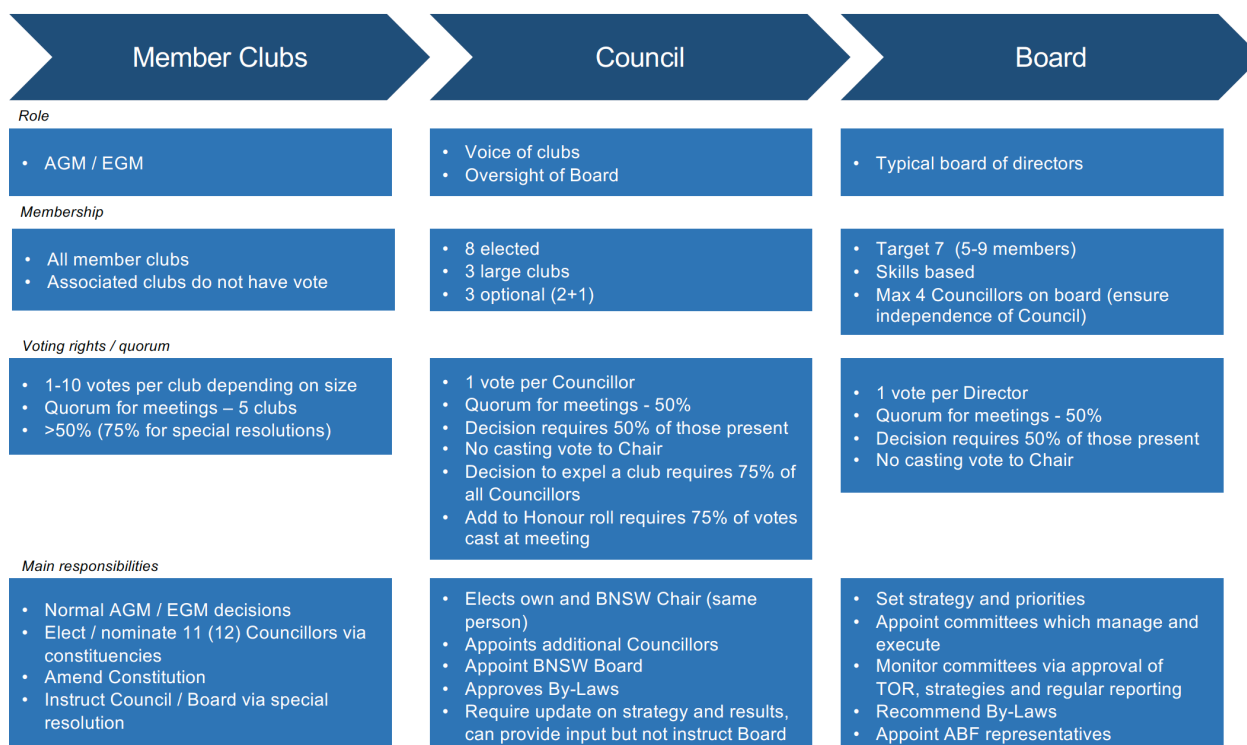 Member Clubs
Council
Board
Role
• AGM / EGM
• Voice of clubs
• Oversight of Board
• Typical board of directors
Membership
• All member clubs
• Associated clubs do not have vote
• 8 elected
• 3 large clubs
• 3 optional (2+1)
• Target 7  (5-9 members)
• Skills based
• Max 4 Councillors on board (ensure
independence of Council)
Voting rights / quorum
• 1-10 votes per club depending on size
• Quorum for meetings – 5 clubs
• >50% (75% for special resolutions)
• 1 vote per Councillor
• Quorum for meetings - 50%
• Decision requires 50% of those present
• No casting vote to Chair
• Decision to expel a club requires 75% of
all Councillors
• Add to Honour roll requires 75% of votes
cast at meeting
• 1 vote per Director
• Quorum for meetings - 50%
• Decision requires 50% of those present
• No casting vote to Chair
Main responsibilities
• Normal AGM / EGM decisions
• Elect / nominate 11 (12) Councillors via
constituencies
• Amend Constitution
• Instruct Council / Board via special
resolution
• Elects own and BNSW Chair (same
person)
• Appoints additional Councillors
• Appoint BNSW Board
• Approves By-Laws
• Require update on strategy and results,
can provide input but not instruct Board
• Set strategy and priorities
• Appoint committees which manage and
execute
• Monitor committees via approval of
TOR, strategies and regular reporting
• Recommend By-Laws
• Appoint ABF representatives